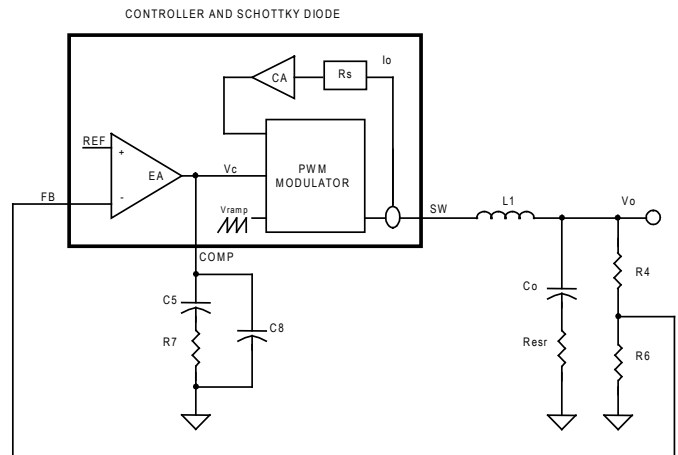 CONTROLLER AND SCHOTTKY DIODE
Io
CA
Rs
REF
+
EA
-
Vc
PWM
MODULATOR
FB
Vramp
SW
L1
Vo
COMP
C5
R7
C8
Co
Resr
R4
R6